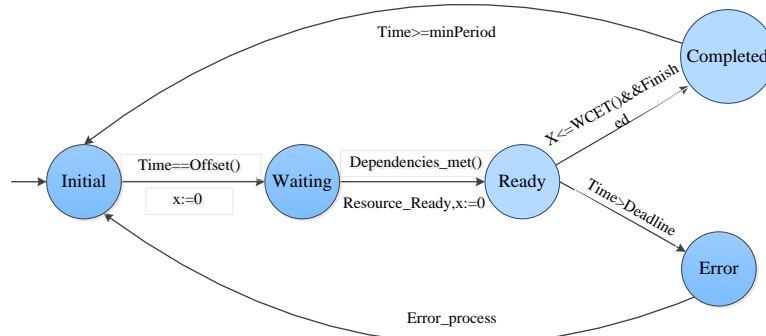 Time>=minPeriod
Completed
X<=WCET()&&Finish
ed
Initial
Time==Offset()
x:=0
Waiting
Dependencies_met()
Resource_Ready,x:=0
Ready
Time>Deadline
Error
Error_process